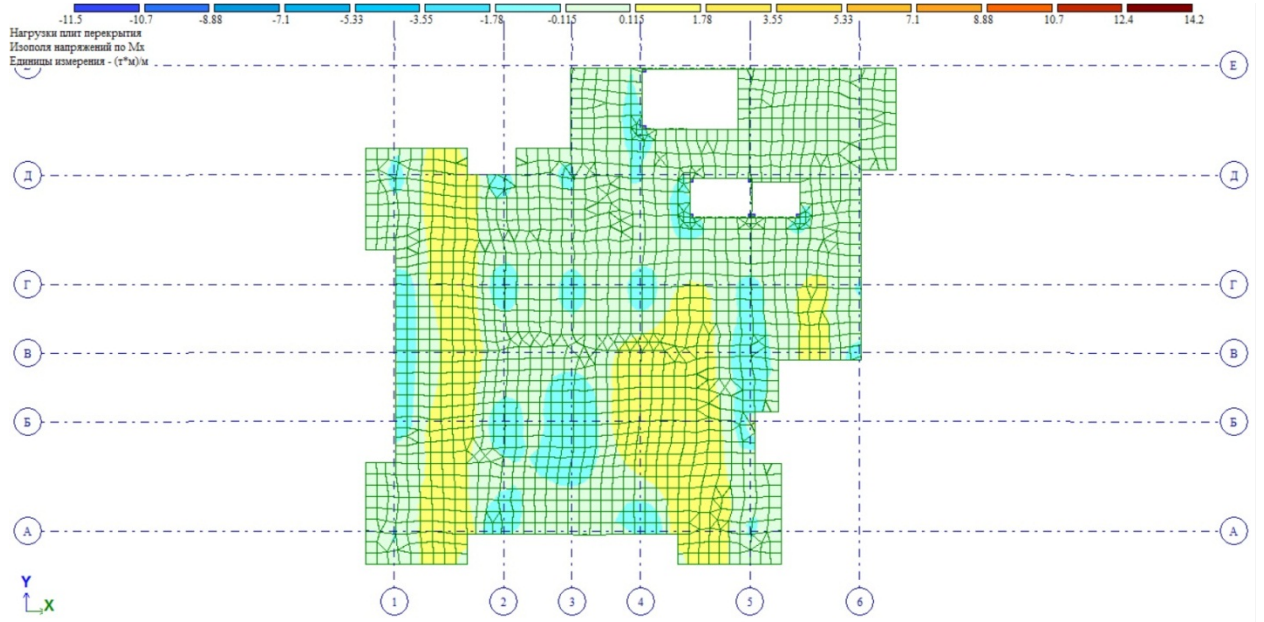 -11.5 -10.7 -8.88 -7.1 -5.33 -3.55 -1.78 -0.115 0.115 1.78 3.55 5.33 7.1 8.88 10.7 12.4 14.2
Нагрузки плит перекрытия
Изополя напряжений по Mx
Единицы измерения - (т*м)/м
Е
Д Д
Г Г
В В
Б Б
А А
Y
X
1 2 3 4 5 6